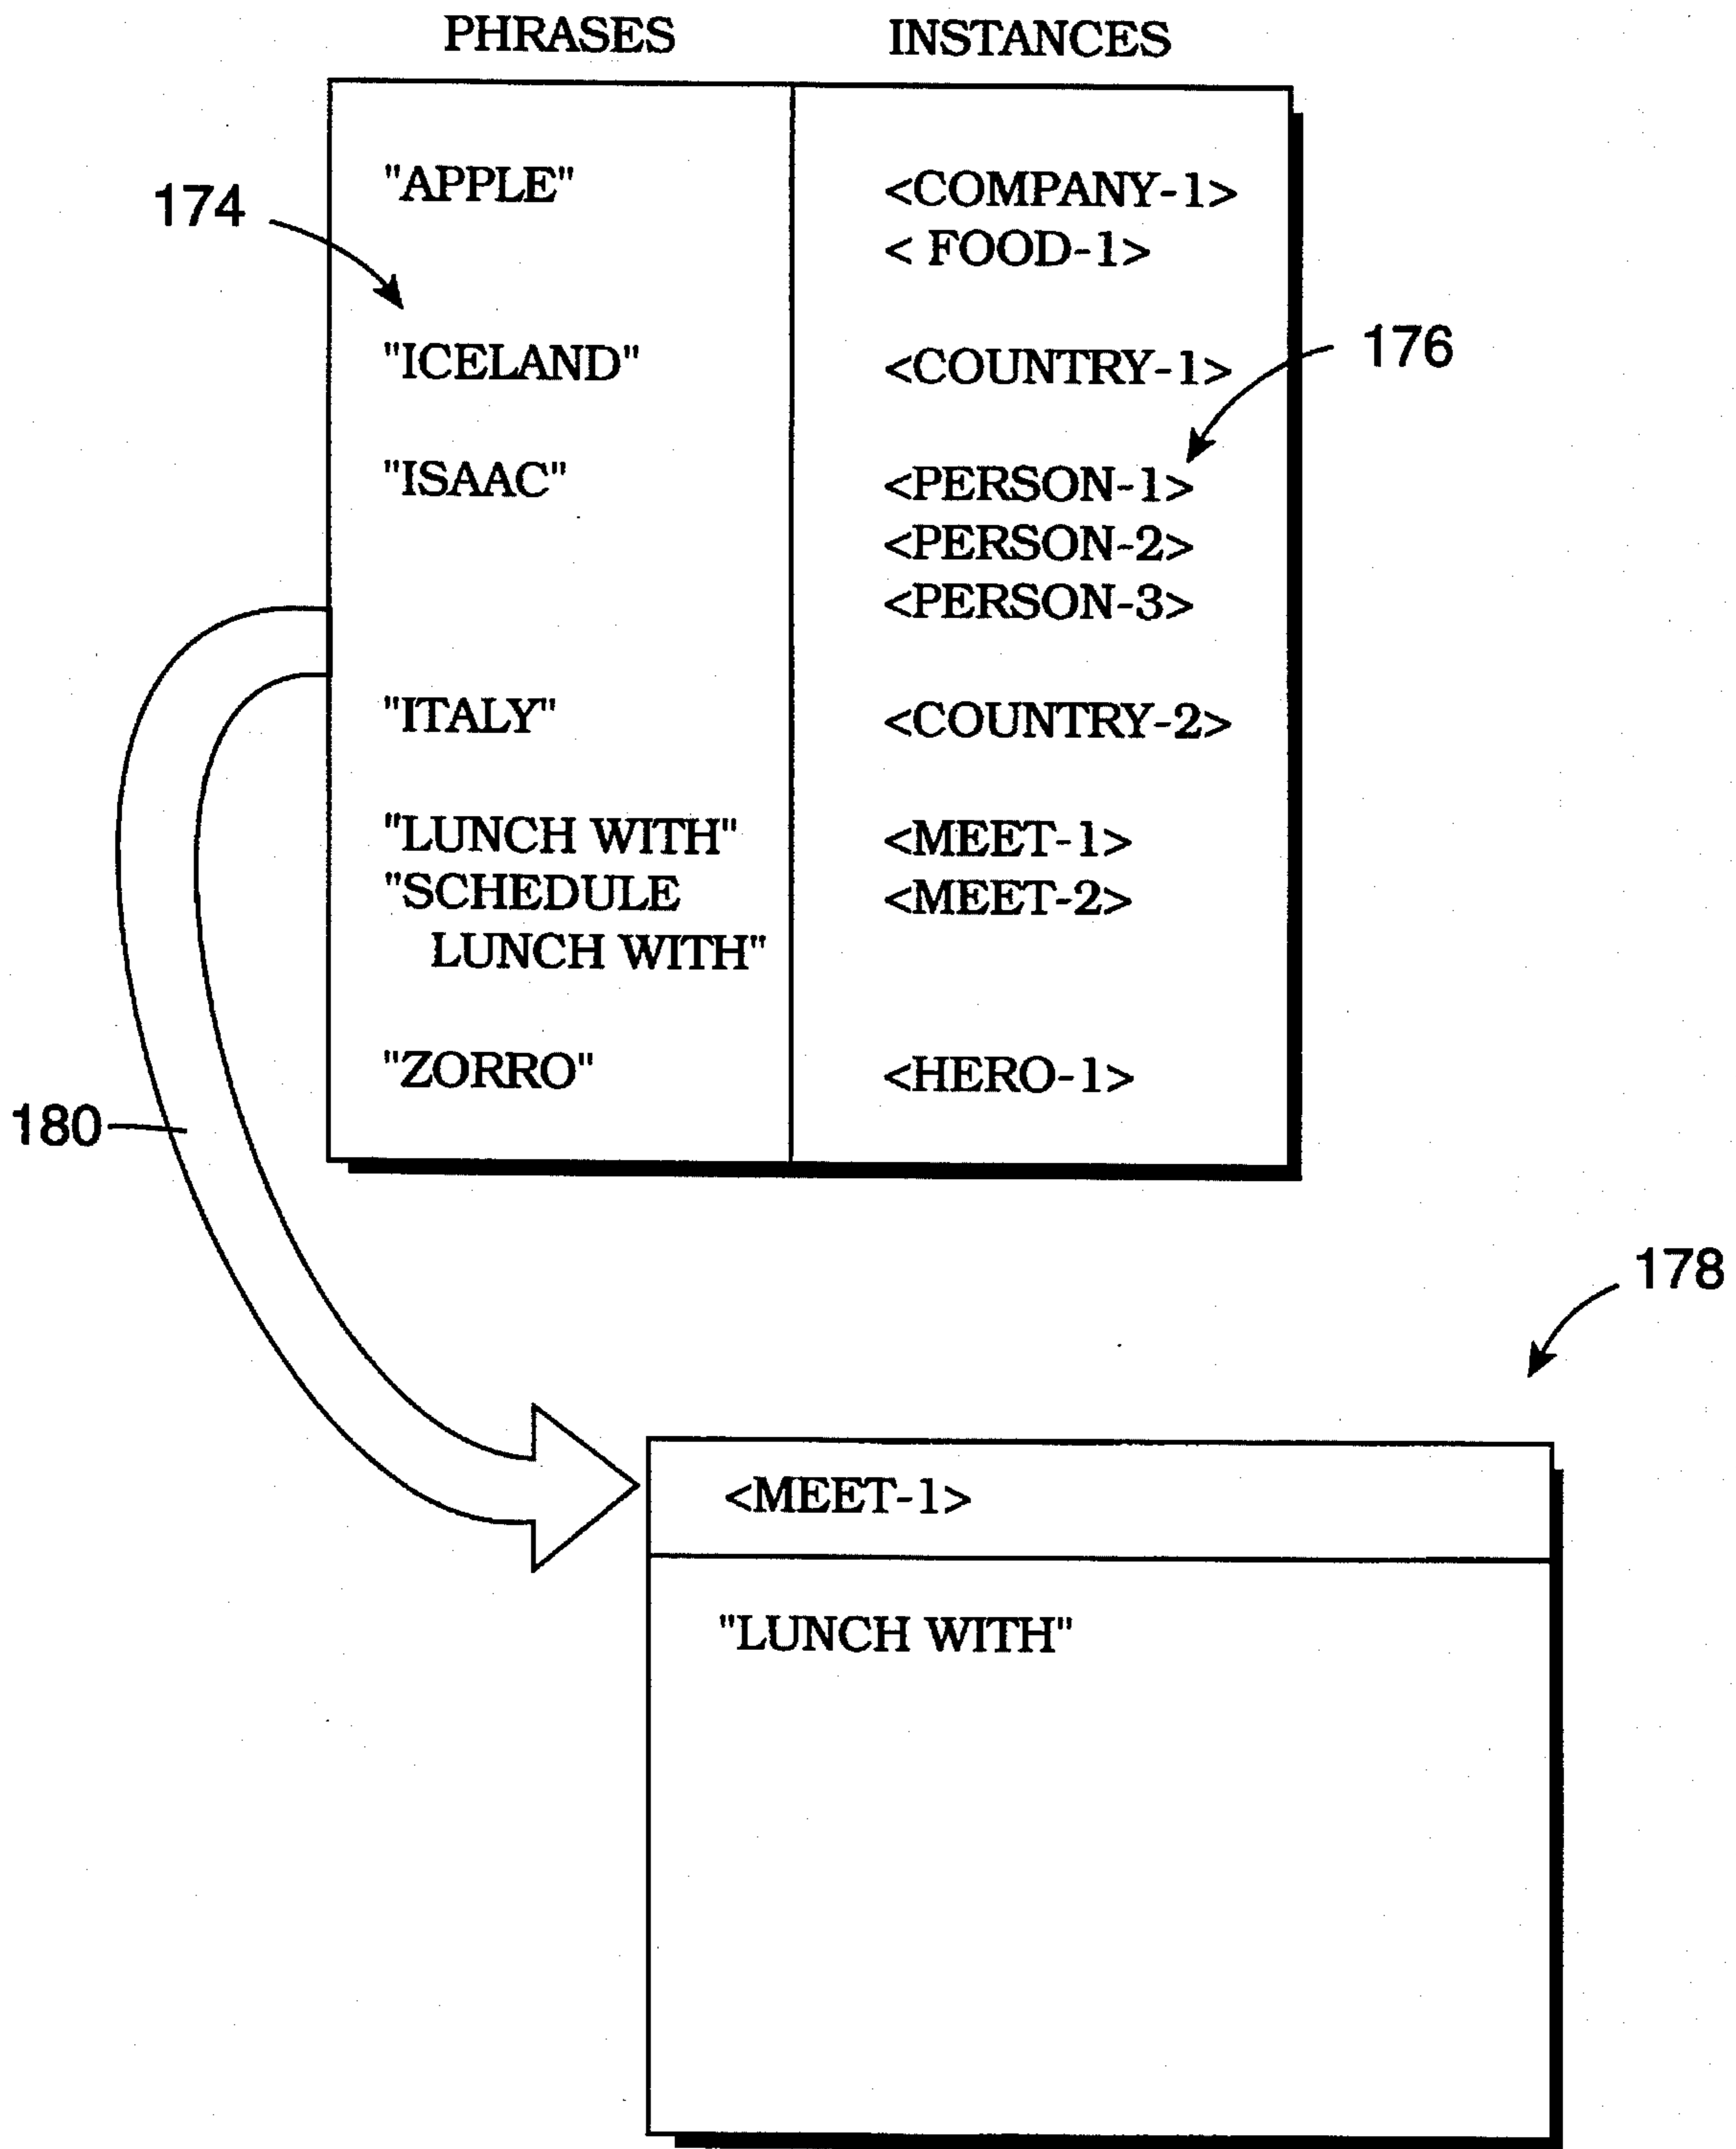 PHRASES INSTANCES
"APPLE" <COMPANY-1>
174
< FOOD-1>
"ICELAND" <COUNTRY-1> 176
"ISAAC" <PERSON-1>
<PERSON-2>
<PERSON-3>
"ITALY" <COUNTRY-2>
"LUNCH WITH" <MEET-1>
"SCHEDULE <MEET-2>
LUNCH WITH"
"ZORRO" <HERO-1>
180
178
<MEET-1>
"LUNCH WITH"